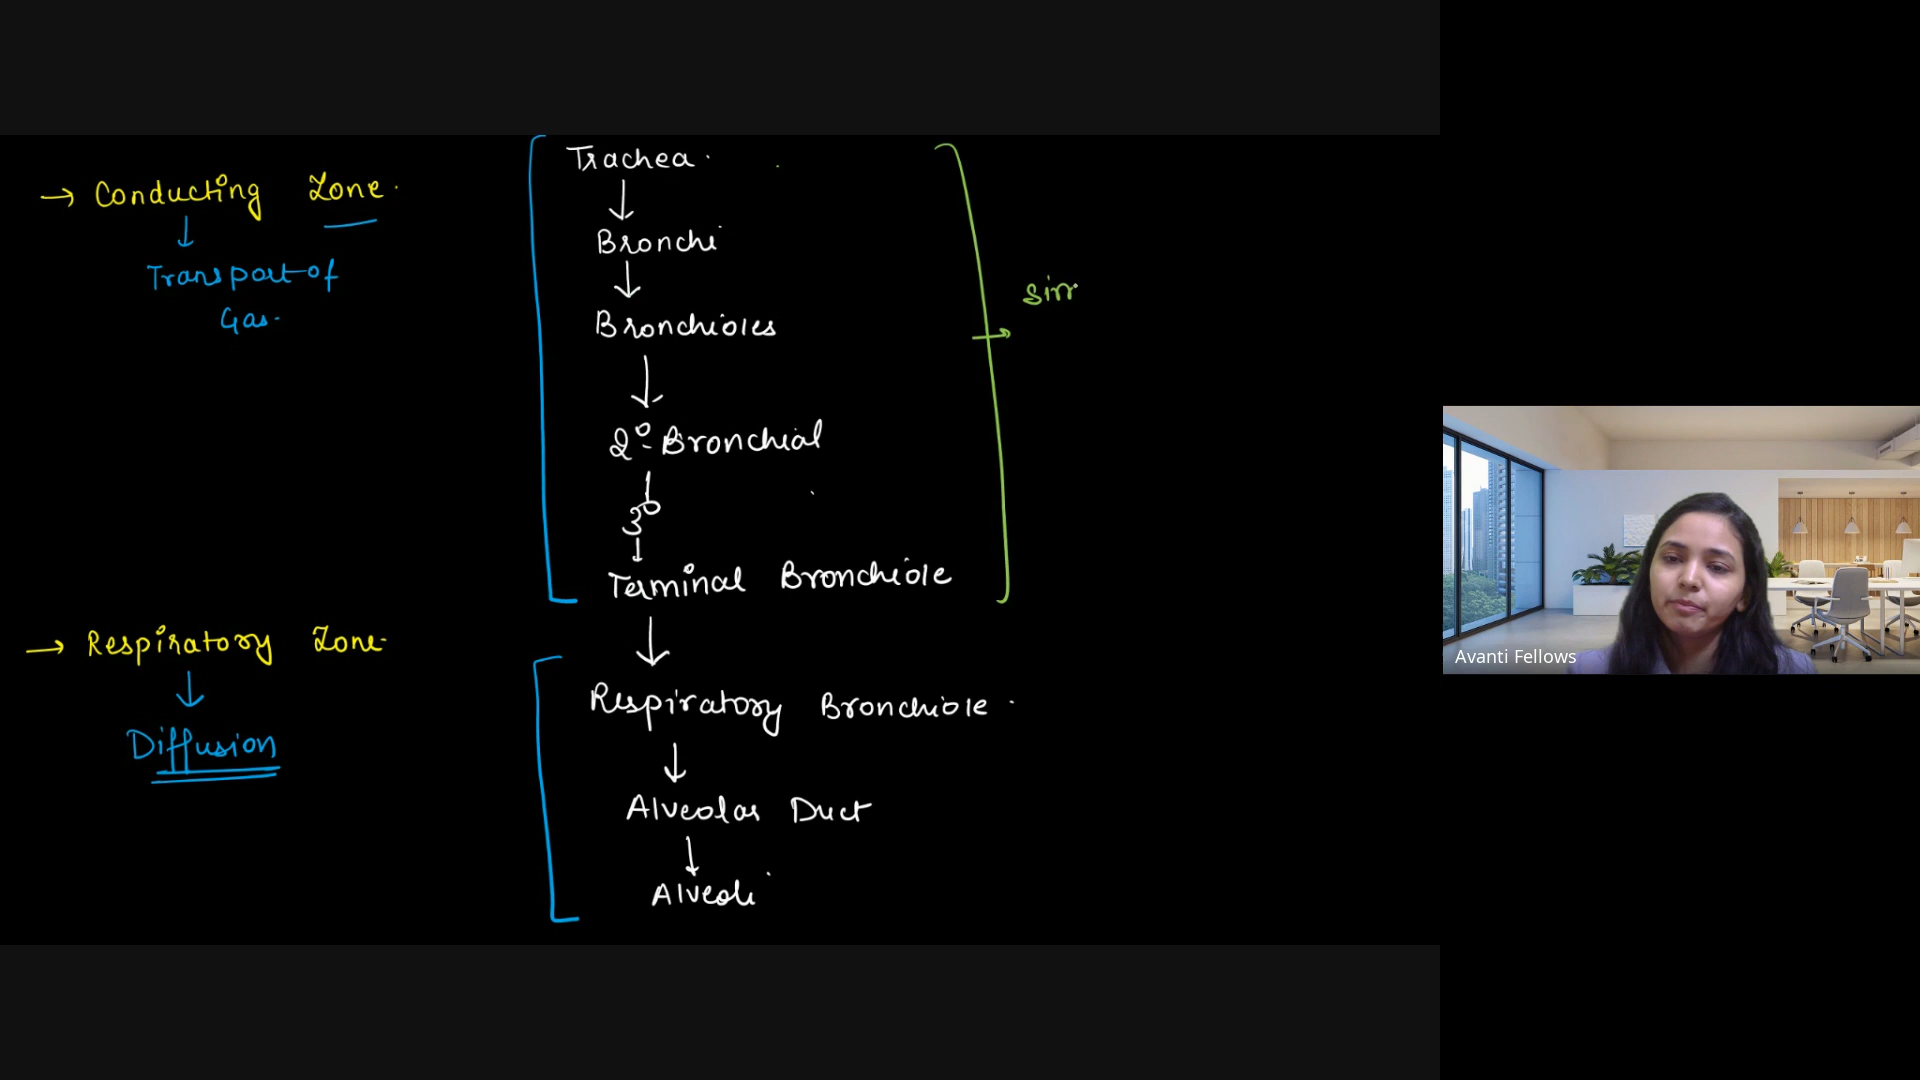 → Conducting Zone.
↓
Transport of
Gas.
→ Respiratory Zone.
↓
Diffusion
Trachea.
↓
Bronchi
↓
Bronchioles
↓
2° Bronchial
3°
↓
Terminal Bronchiole
↓
Respiratory Bronchiole.
↓
Alveolar Duct
↓
Alveoli
→
Avanti Fellows